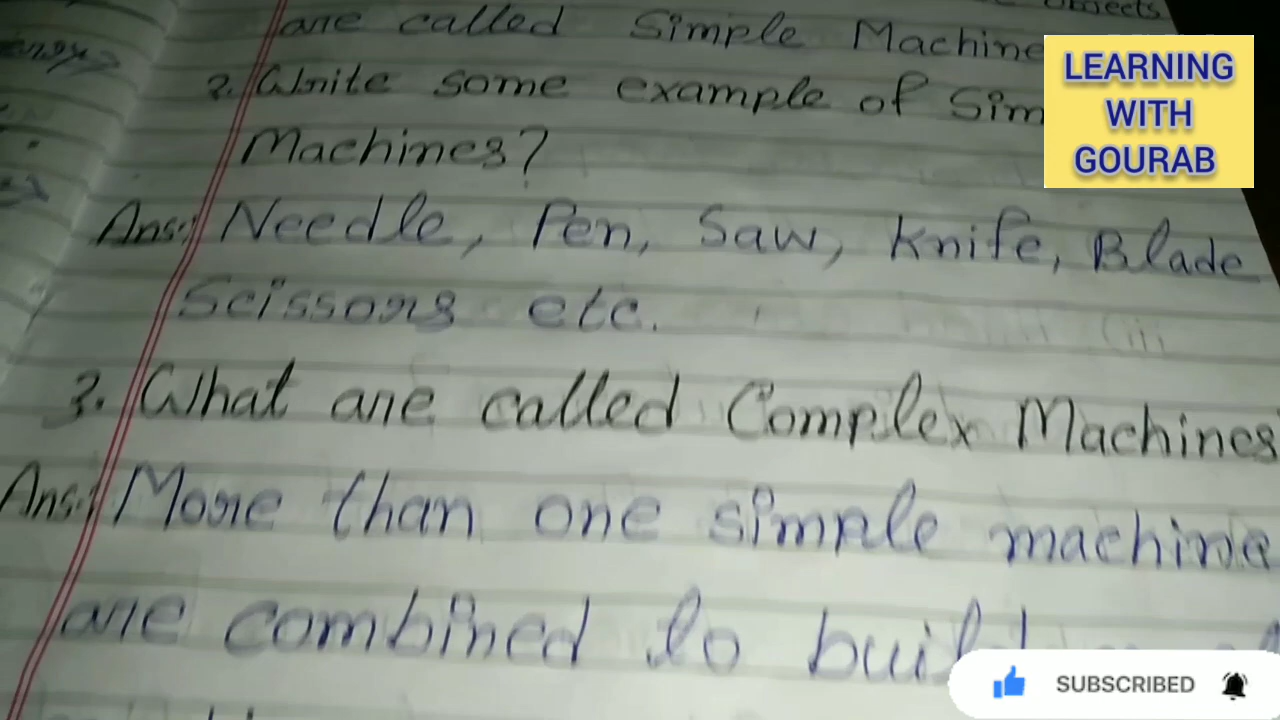 are called Simple Machine
2. Write some example of Sim
Machines?
Ans:- Needle, Pen, Saw, Knife, Blade
Scissors etc.
3. What are called Complex Machines
Ans:- More than one simple machine
are combined to build
LEARNING
WITH
GOURAB
SUBSCRIBED